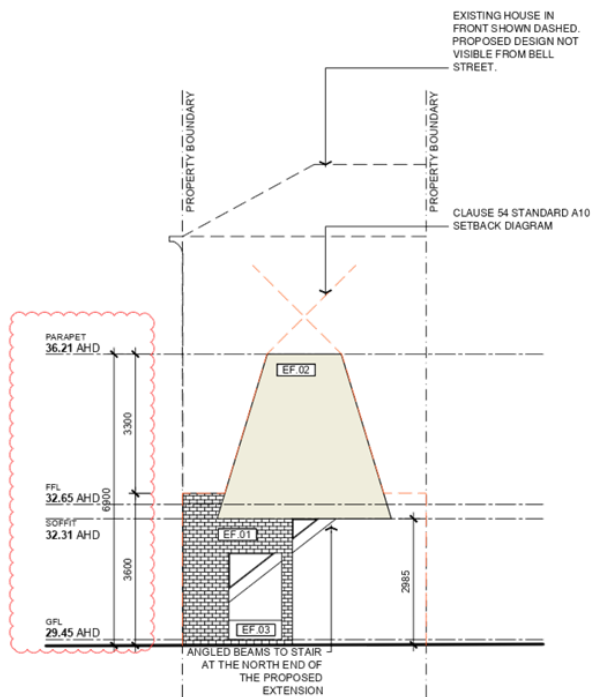 EXISTING HOUSE IN
FRONT SHOWN DASHED.
PROPOSED DESIGN NOT
VISIBLE FROM BELL
STREET.
PROPERTY BOUNDARY
PROPERTY BOUNDARY
CLAUSE 54 STANDARD A10
SETBACK DIAGRAM
PARAPET
36.21 AHD
EF.02
3300
6900
FFL
32.65 AHD
SOFFIT
32.31 AHD
EF.01
3600
2985
EF.03
GFL
29.45 AHD
ANGLED BEAMS TO STAIR
AT THE NORTH END OF
THE PROPOSED
EXTENSION